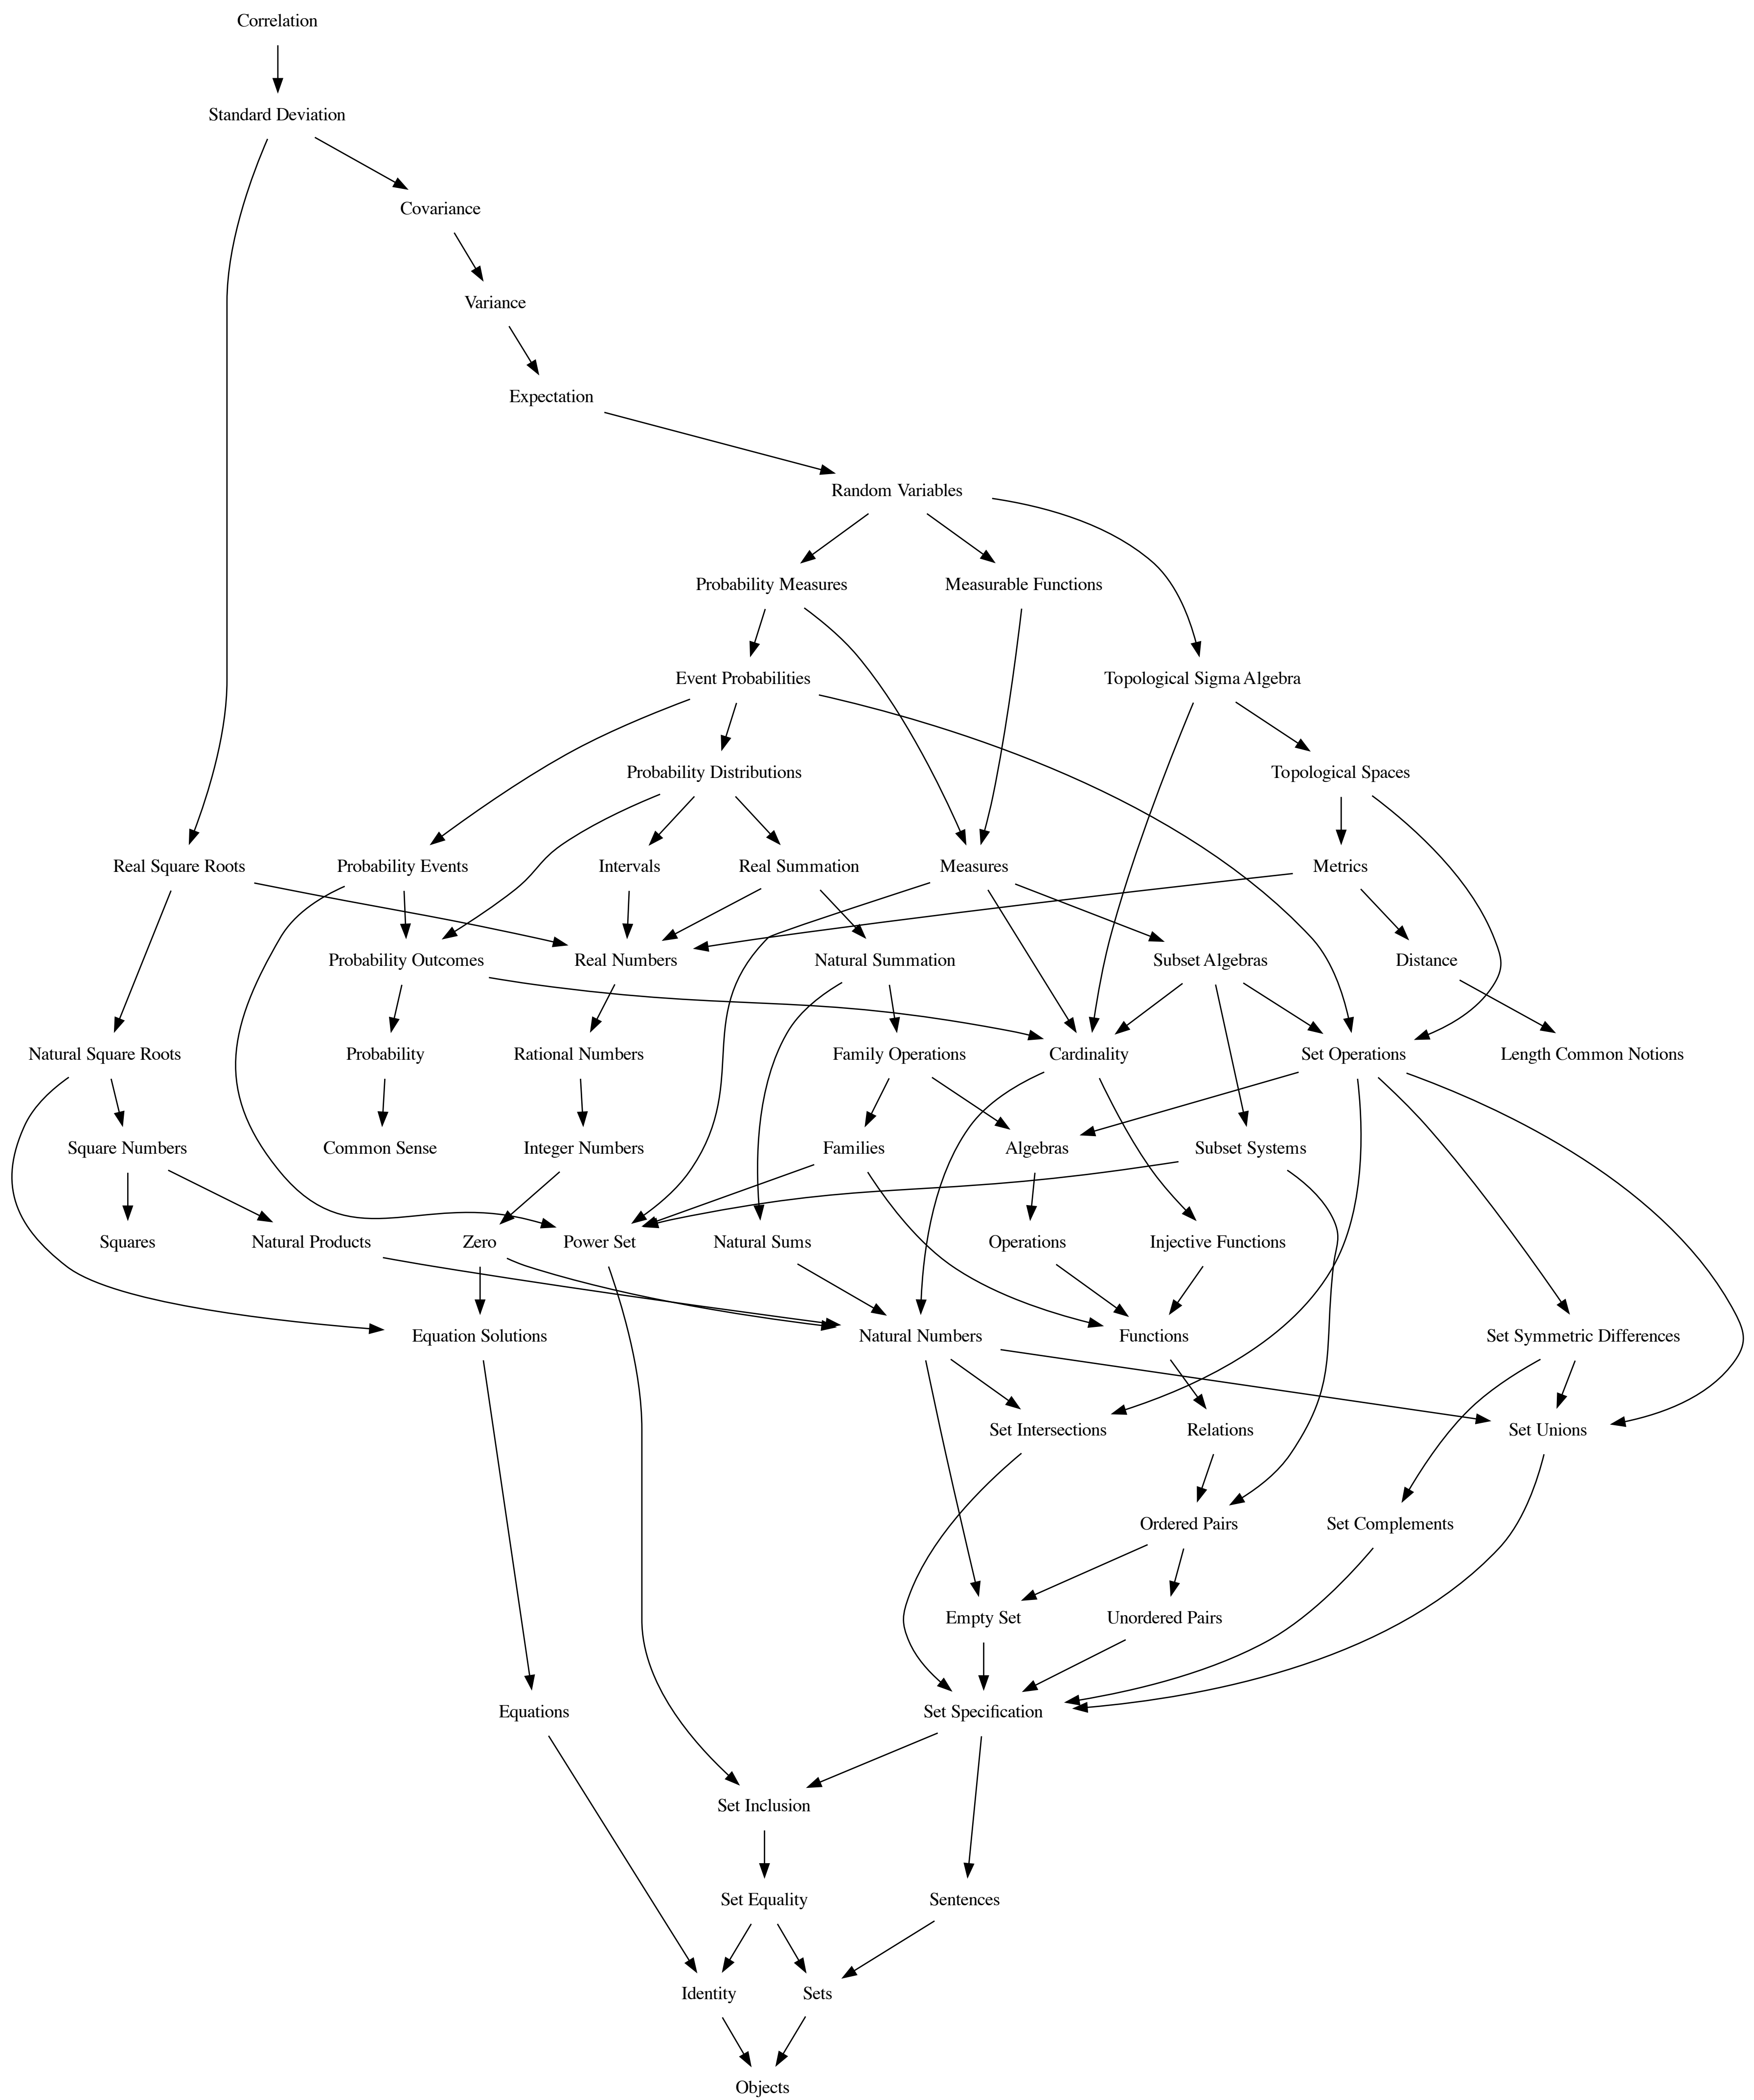 Correlation
Standard Deviation
Covariance
Variance
Expectation
Random Variables
Probability Measures
Measurable Functions
Event Probabilities
Topological Sigma Algebra
Probability Distributions
Topological Spaces
Real Square Roots
Probability Events
Intervals
Real Summation
Measures
Metrics
Probability Outcomes
Real Numbers
Natural Summation
Subset Algebras
Distance
Natural Square Roots
Probability
Rational Numbers
Family Operations
Cardinality
Set Operations
Length Common Notions
Square Numbers
Common Sense
Integer Numbers
Families
Algebras
Subset Systems
Squares
Natural Products
Zero
Power Set
Natural Sums
Operations
Injective Functions
Equation Solutions
Natural Numbers
Functions
Set Symmetric Differences
Set Intersections
Relations
Set Unions
Ordered Pairs
Set Complements
Empty Set
Unordered Pairs
Equations
Set Specification
Set Inclusion
Set Equality
Sentences
Identity
Sets
Objects